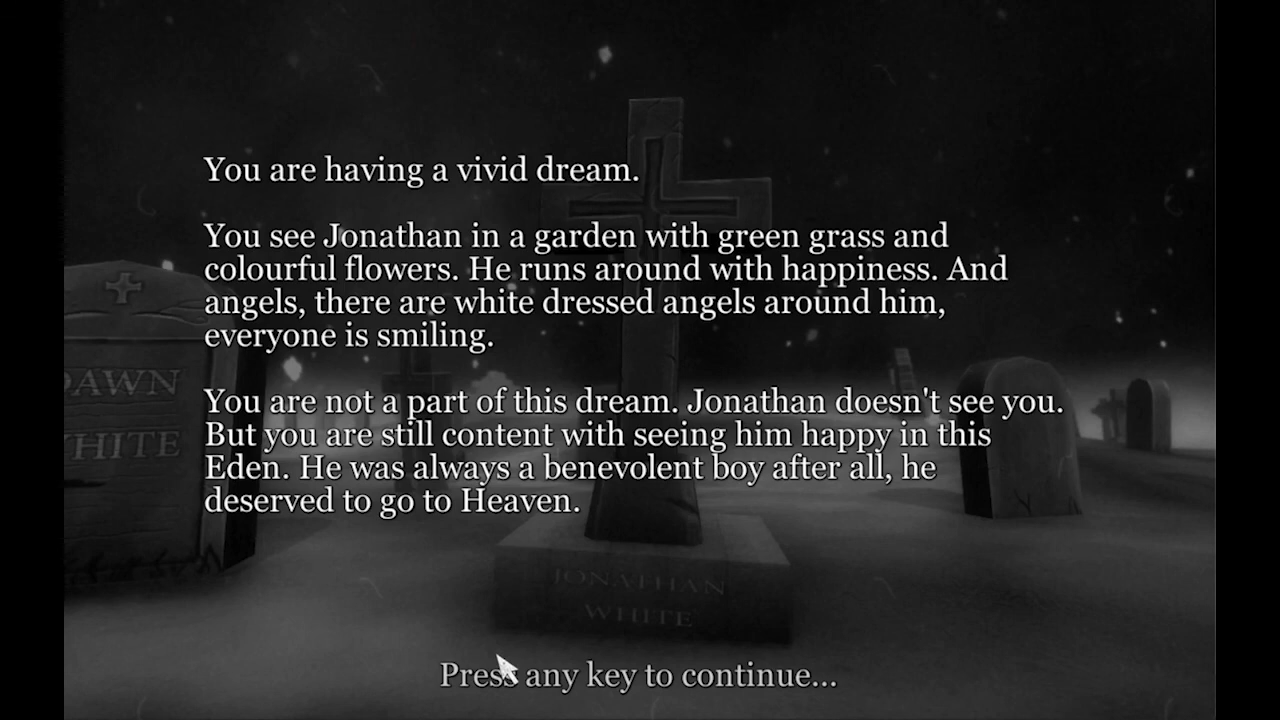 You are having a vivid dream.
You see Jonathan in a garden with green grass and
colourful flowers. He runs around with happiness. And
angels, there are white dressed angels around him,
everyone is smiling.
You are not a part of this dream. Jonathan doesn't see you.
But you are still content with seeing him happy in this
Eden. He was always a benevolent boy after all, he
deserved to go to Heaven.
DAWN
WHITE
JONATHAN
WHITE
Press any key to continue...